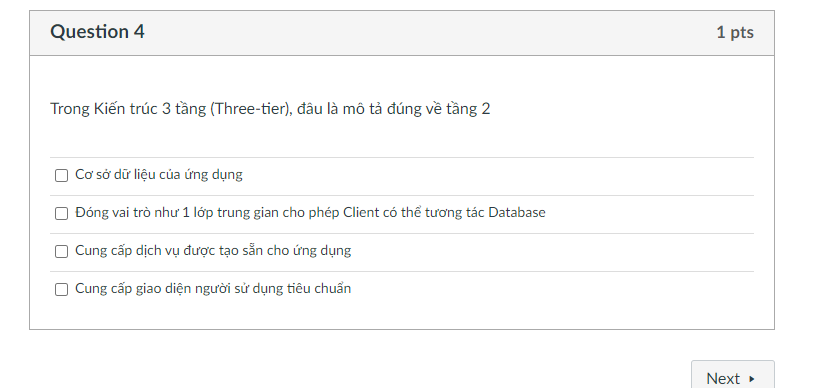 Question 4
1 pts
Trong Kiến trúc 3 tầng (Three-tier), đâu là mô tả đúng về tầng 2
Cơ sở dữ liệu của ứng dụng
Đóng vai trò như 1 lớp trung gian cho phép Client có thể tương tác Database
Cung cấp dịch vụ được tạo sẵn cho ứng dụng
Cung cấp giao diện người sử dụng tiêu chuẩn
Next